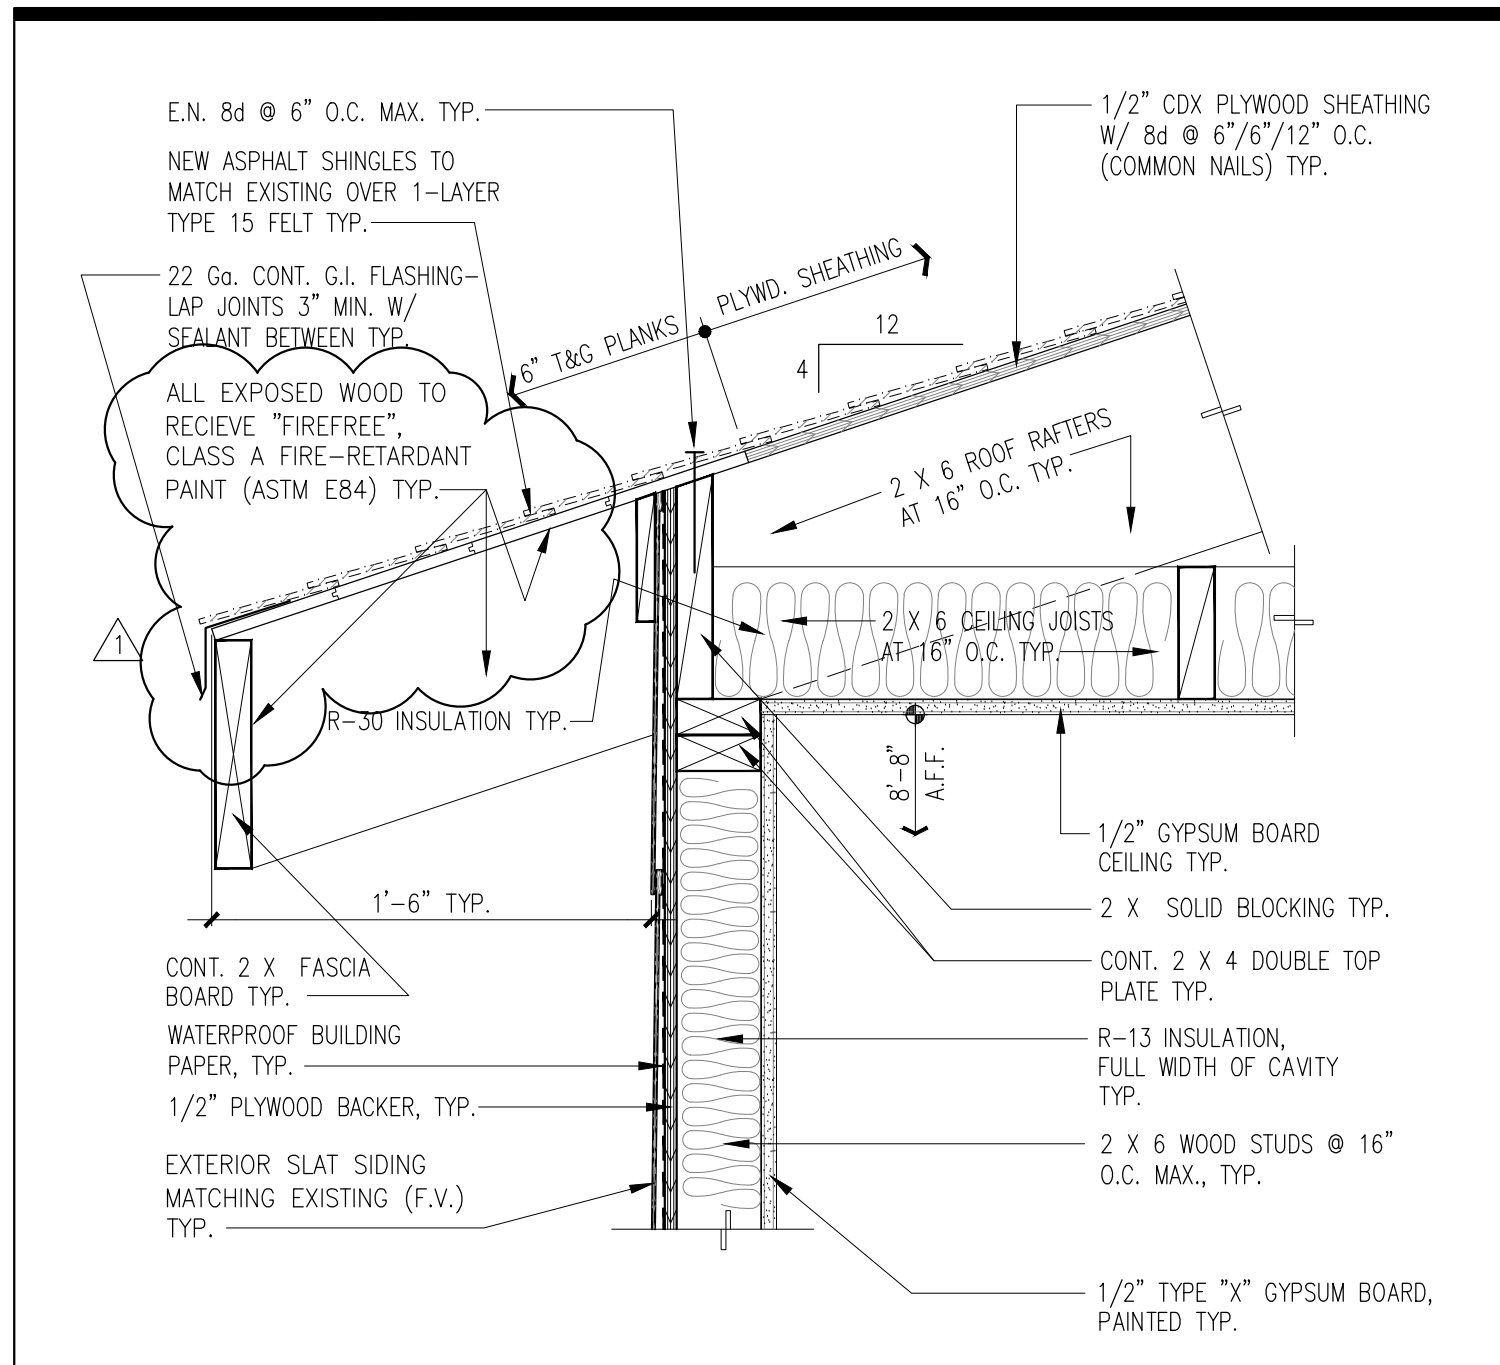 E.N. 8d @ 6" O.C. MAX. TYP.
NEW ASPHALT SHINGLES TO
MATCH EXISTING OVER 1-LAYER
TYPE 15 FELT TYP.
22 Ga. CONT. G.I. FLASHING-
LAP JOINTS 3" MIN. W/
SEALANT BETWEEN TYP.
ALL EXPOSED WOOD TO
RECIEVE "FIREFREE",
CLASS A FIRE-RETARDANT
PAINT (ASTM E84) TYP.
1
R-30 INSULATION TYP.
1'-6" TYP.
CONT. 2 X FASCIA
BOARD TYP.
WATERPROOF BUILDING
PAPER, TYP.
1/2" PLYWOOD BACKER, TYP.
EXTERIOR SLAT SIDING
MATCHING EXISTING (F.V.)
TYP.
6" T&G PLANKS
PLYWD. SHEATHING
12
4
1/2" CDX PLYWOOD SHEATHING
W/ 8d @ 6"/6"/12" O.C.
(COMMON NAILS) TYP.
2 X 6 ROOF RAFTERS
AT 16" O.C. TYP.
2 X 6 CEILING JOISTS
AT 16" O.C. TYP.
8'-8"
A.F.F.
1/2" GYPSUM BOARD
CEILING TYP.
2 X SOLID BLOCKING TYP.
CONT. 2 X 4 DOUBLE TOP
PLATE TYP.
R-13 INSULATION,
FULL WIDTH OF CAVITY
TYP.
2 X 6 WOOD STUDS @ 16"
O.C. MAX., TYP.
1/2" TYPE "X" GYPSUM BOARD,
PAINTED TYP.